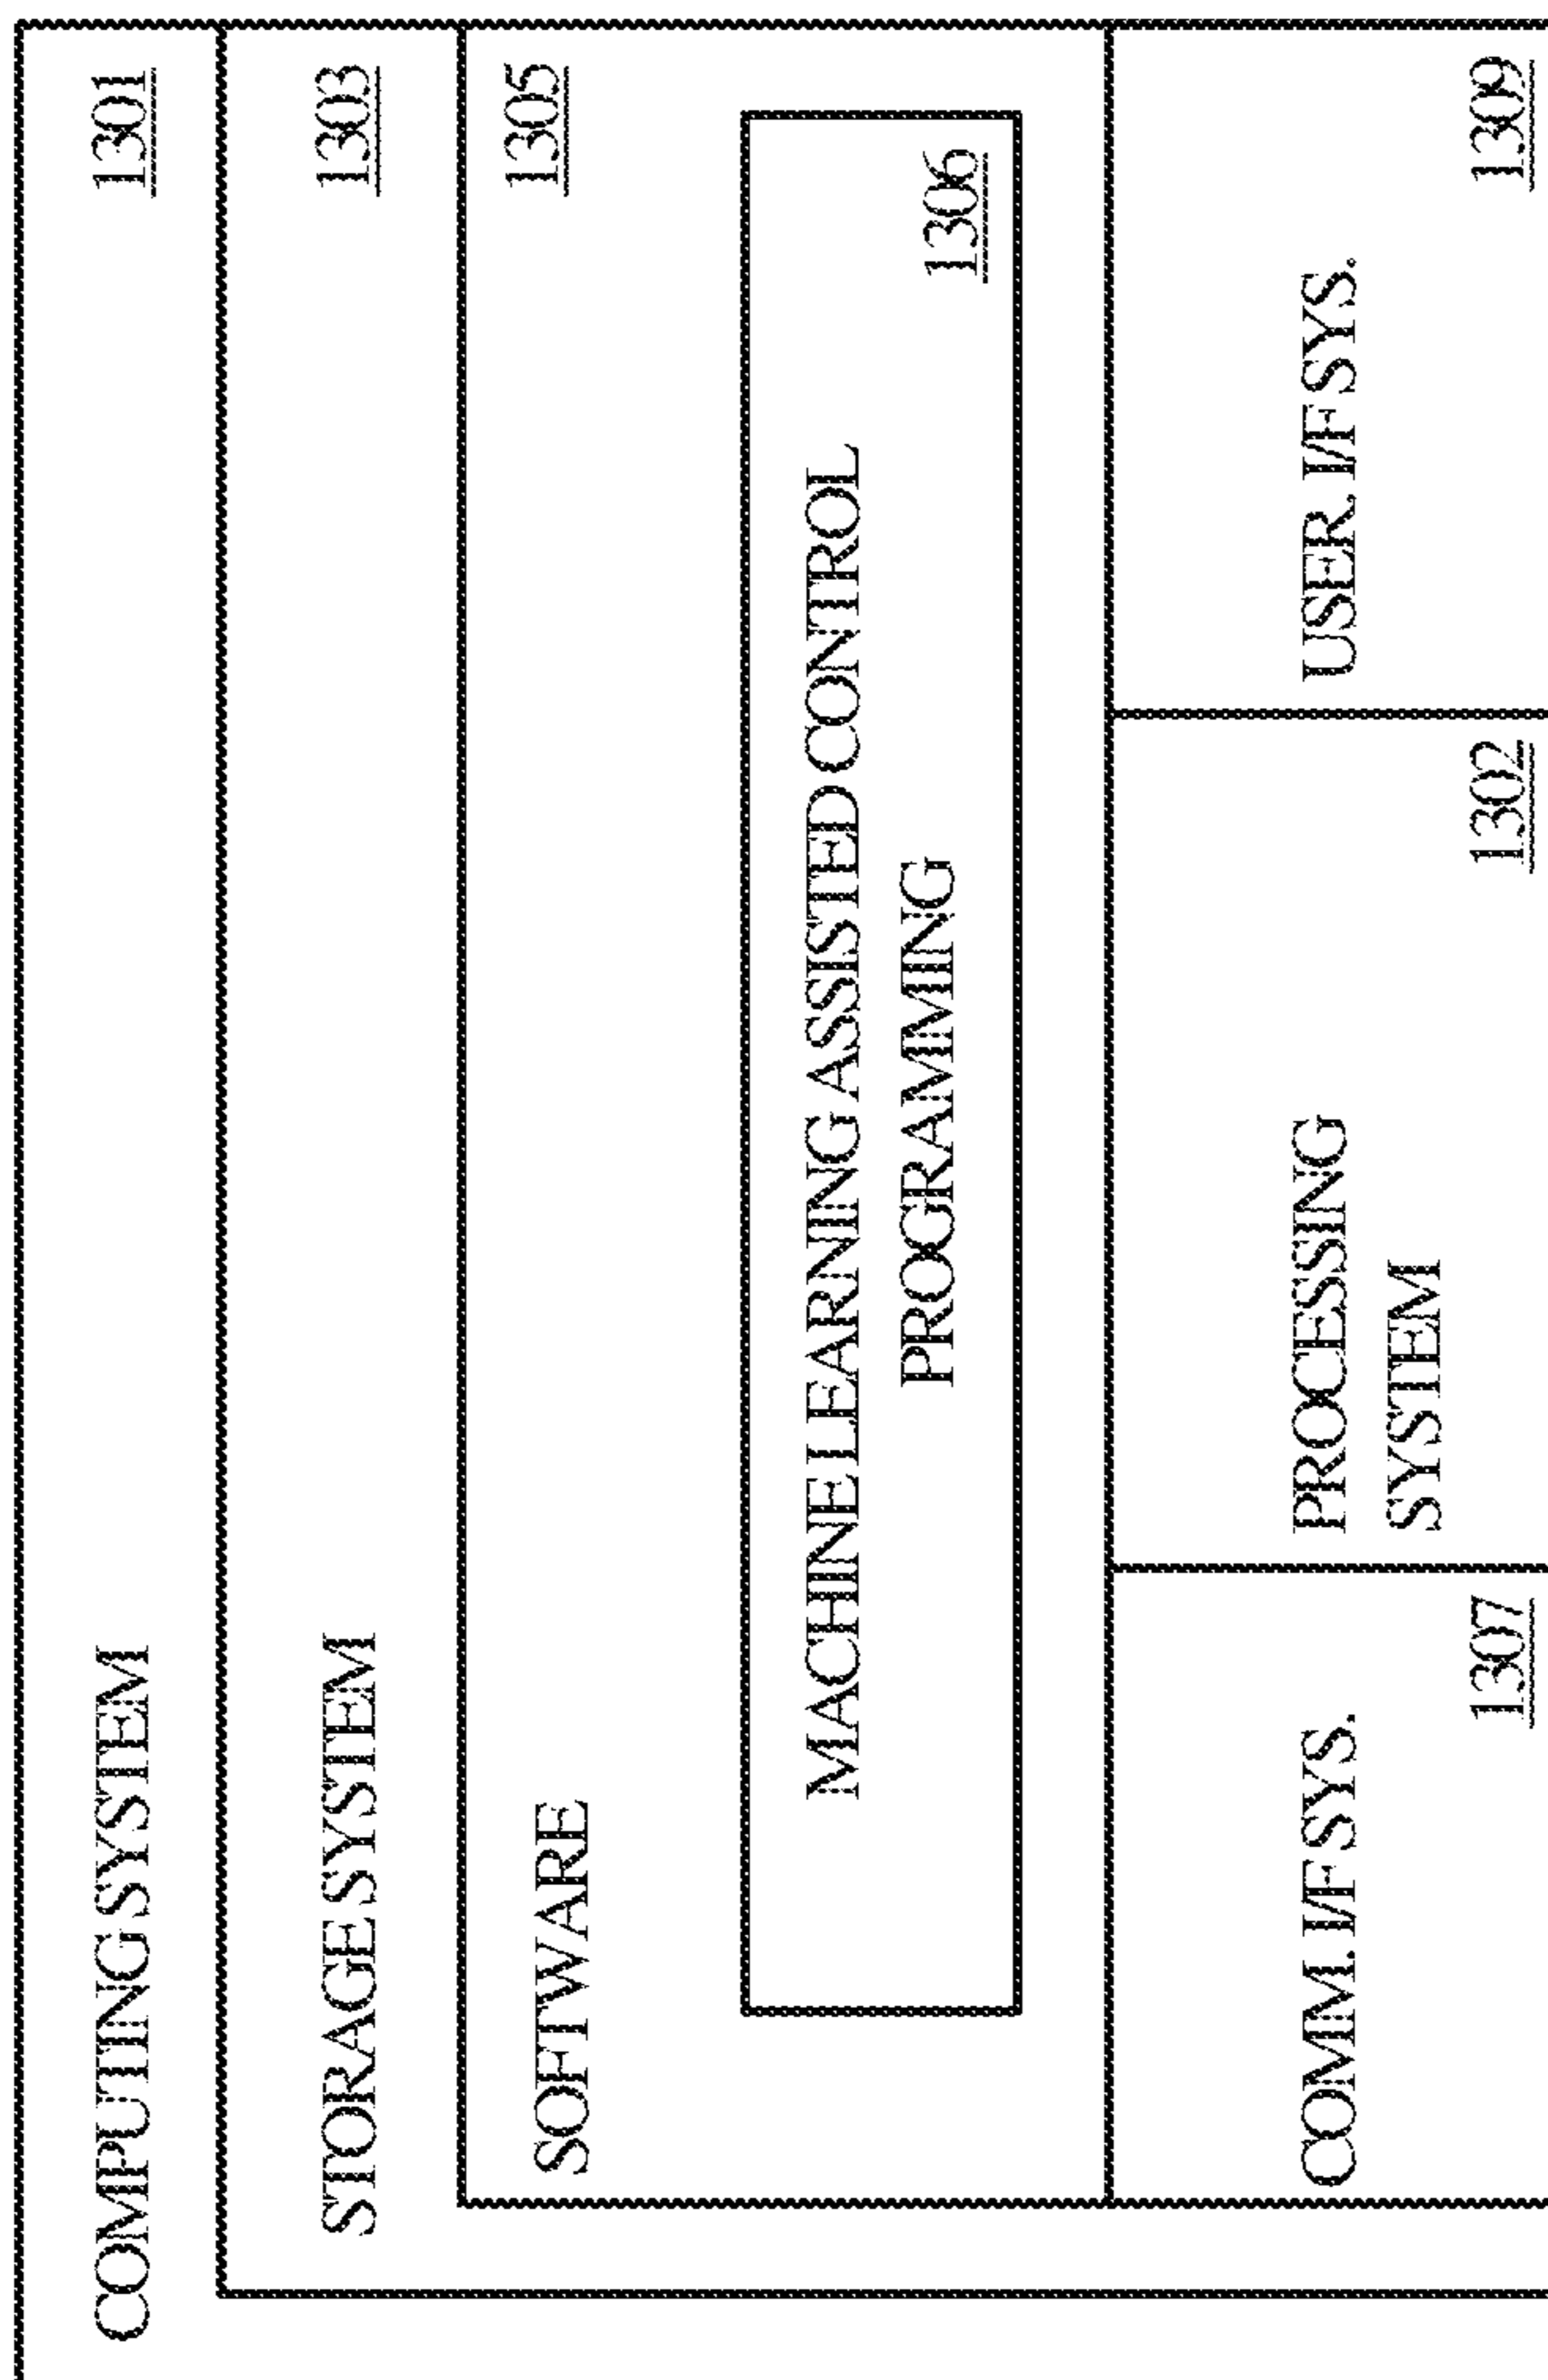 COMPUTING SYSTEM 1301
STORAGE SYSTEM 1303
SOFTWARE 1305
MACHINE LEARNING ASSISTED CONTROL
PROGRAMMING
1306
COMM. I/F SYS.
1307
PROCESSING
SYSTEM
1302
USER I/F SYS.
1309